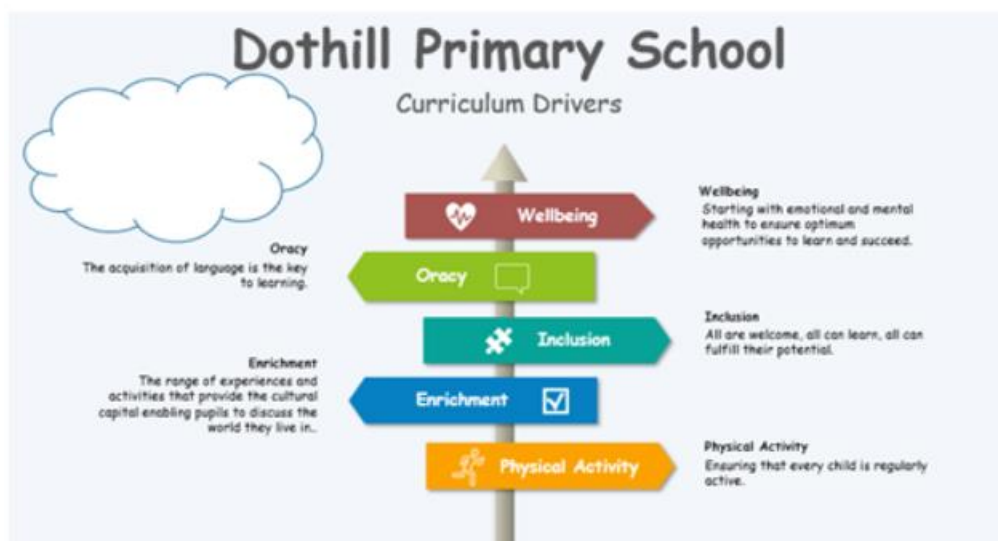 Dothill Primary School
Curriculum Drivers
Wellbeing
Wellbeing
Starting with emotional and mental
health to ensure optimum
opportunities to learn and succeed.
Oracy
The acquisition of language is the key
to learning.
Oracy
Inclusion
Inclusion
All are welcome, all can learn, all can
fulfill their potential.
Enrichment
The range of experiences and
activities that provide the cultural
capital enabling pupils to discuss the
world they live in..
Enrichment
Physical Activity
Physical Activity
Ensuring that every child is regularly
active.